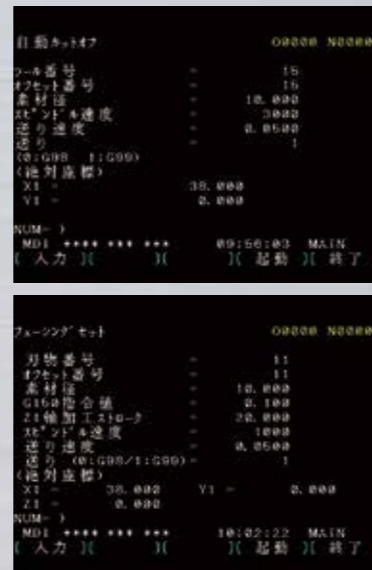 自動キットオフ O0000 N0000
ツール番号 = 15
オフセット番号 = 15
素材径 = 10.000
スピンドル速度 = 3000
送り速度 = 0.0500
送り = 1
(0:G98 1:G99)
(絶対座標)
X1 = 38.000
Y1 = 0.000
NUM= )
MDI **** *** *** 09:56:03 MAIN
( 入力 )( )( )( 起動 )( 終了
フェーシング セット O0000 N0000
刃物番号 = 11
オフセット番号 = 11
素材径 = 10.000
G150指令値 = 0.100
Z1軸加工ストローク = 20.000
スピンドル速度 = 1000
送り速度 = 0.0500
送り (0:G98/1:G99)= 1
(絶対座標)
X1 = 38.000 Y1 = 0.000
Z1 = 0.000
NUM= )
MDI **** *** *** 10:02:22 MAIN
( 入力 )( )( )( 起動 )( 終了